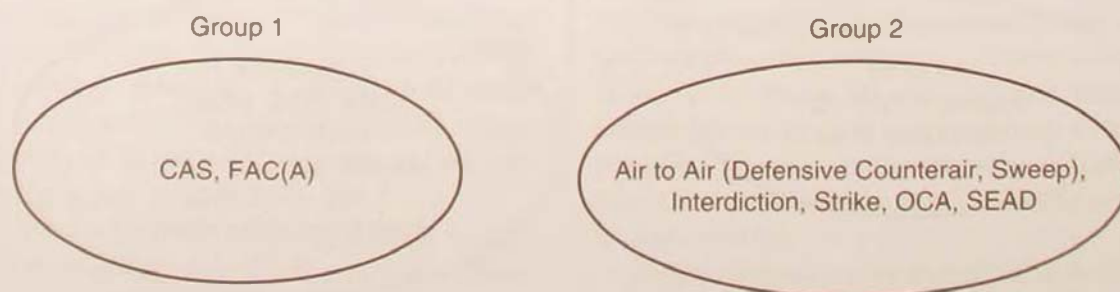 Group 1
CAS, FAC(A)
Group 2
Air to Air (Defensive Counterair, Sweep),
Interdiction, Strike, OCA, SEAD